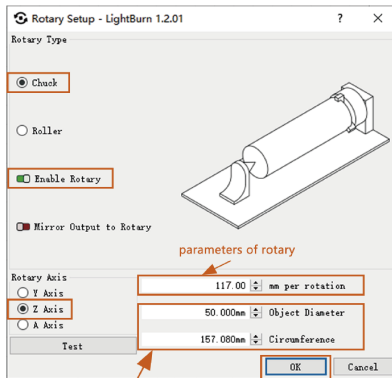 Rotary Setup - LightBurn 1.2.01 ? ×
Rotary Type
Chuck
Roller
Enable Rotary
Mirror Output to Rotary
parameters of rotary
Rotary Axis
Y Axis
Z Axis
A Axis
117.00 mm per rotation
50.000mm Object Diameter
157.080mm Circumference
Test
OK Cancel